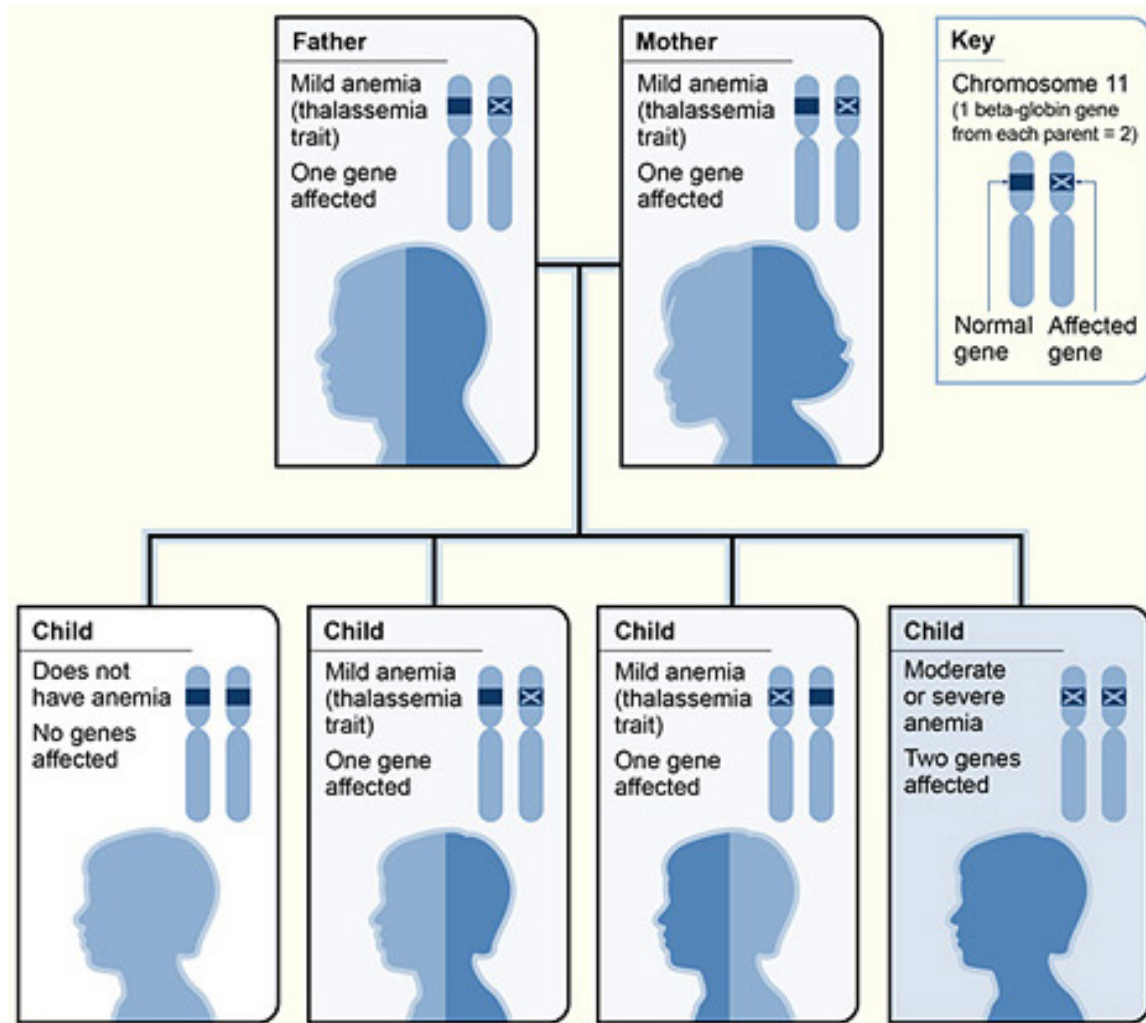 Father
Mild anemia
(thalassemia
trait)
One gene
affected
Mother
Mild anemia
(thalassemia
trait)
One gene
affected
Key
Chromosome 11
(1 beta-globin gene
from each parent = 2)
Normal
gene
Affected
gene
Child
Does not
have anemia
No genes
affected
Child
Mild anemia
(thalassemia
trait)
One gene
affected
Child
Mild anemia
(thalassemia
trait)
One gene
affected
Child
Moderate
or severe
anemia
Two genes
affected